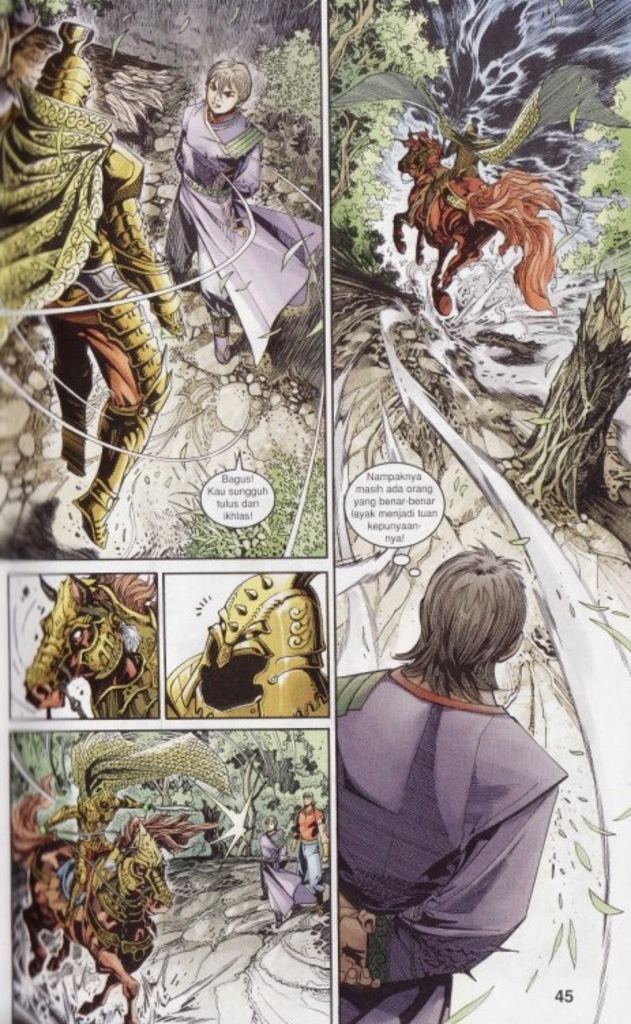 Bagus!
Kau sungguh
tulus dan
ikhlas!
Nampaknya
masih ada orang
yang benar-benar
layak menjadi tuan
kepunyaan-
nya!
45